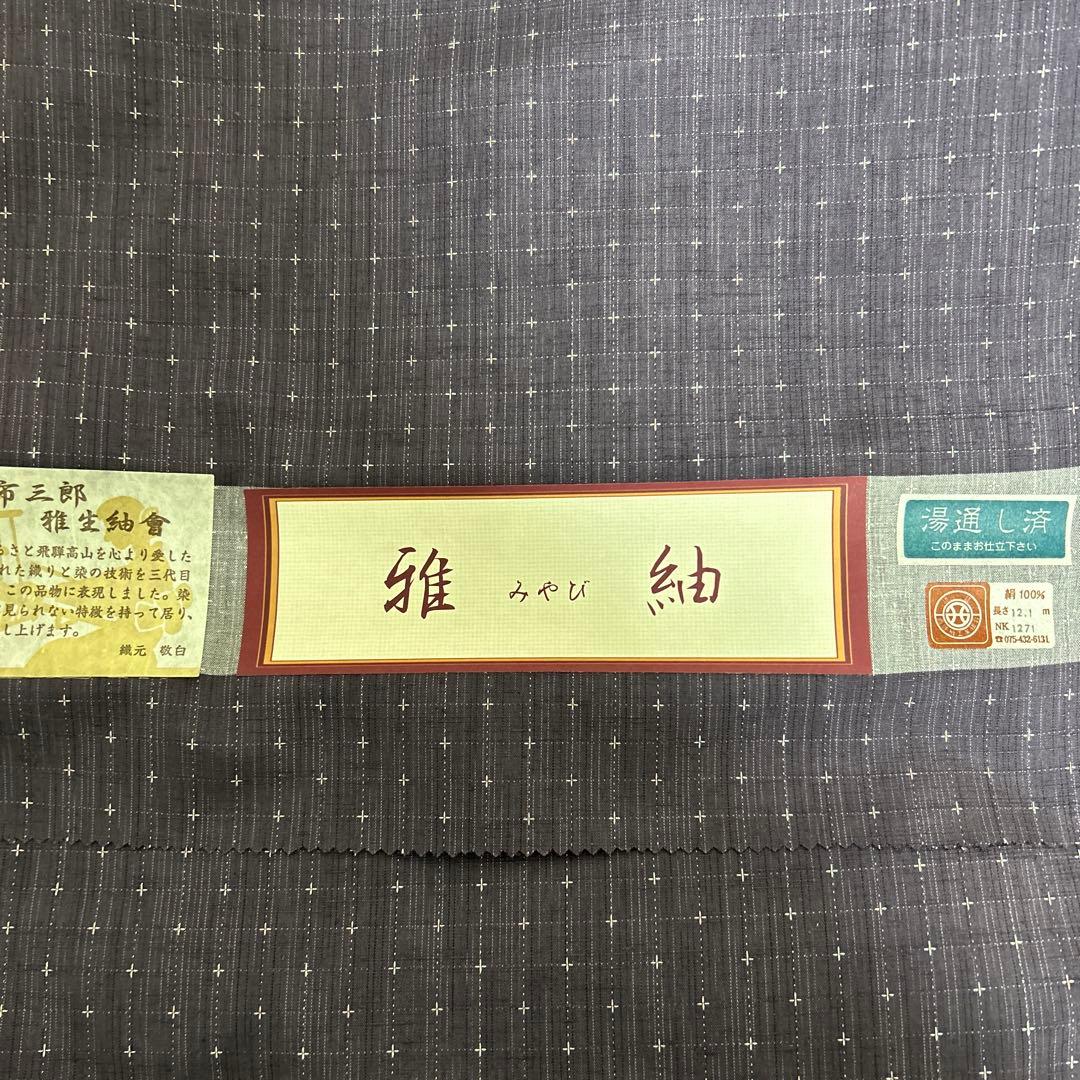 市三郎
雅生紬會
るさと飛騨高山を心より愛した
れた織りと染の技術を三代目
この品物に表現しました。染
見られない特徴を持って居り、
し上げます。
織元 敬白
雅 みやび 紬
湯通し済
このままお仕立下さい
絹100%
長さ12.1 m
NK 1271
☎075-432-6131